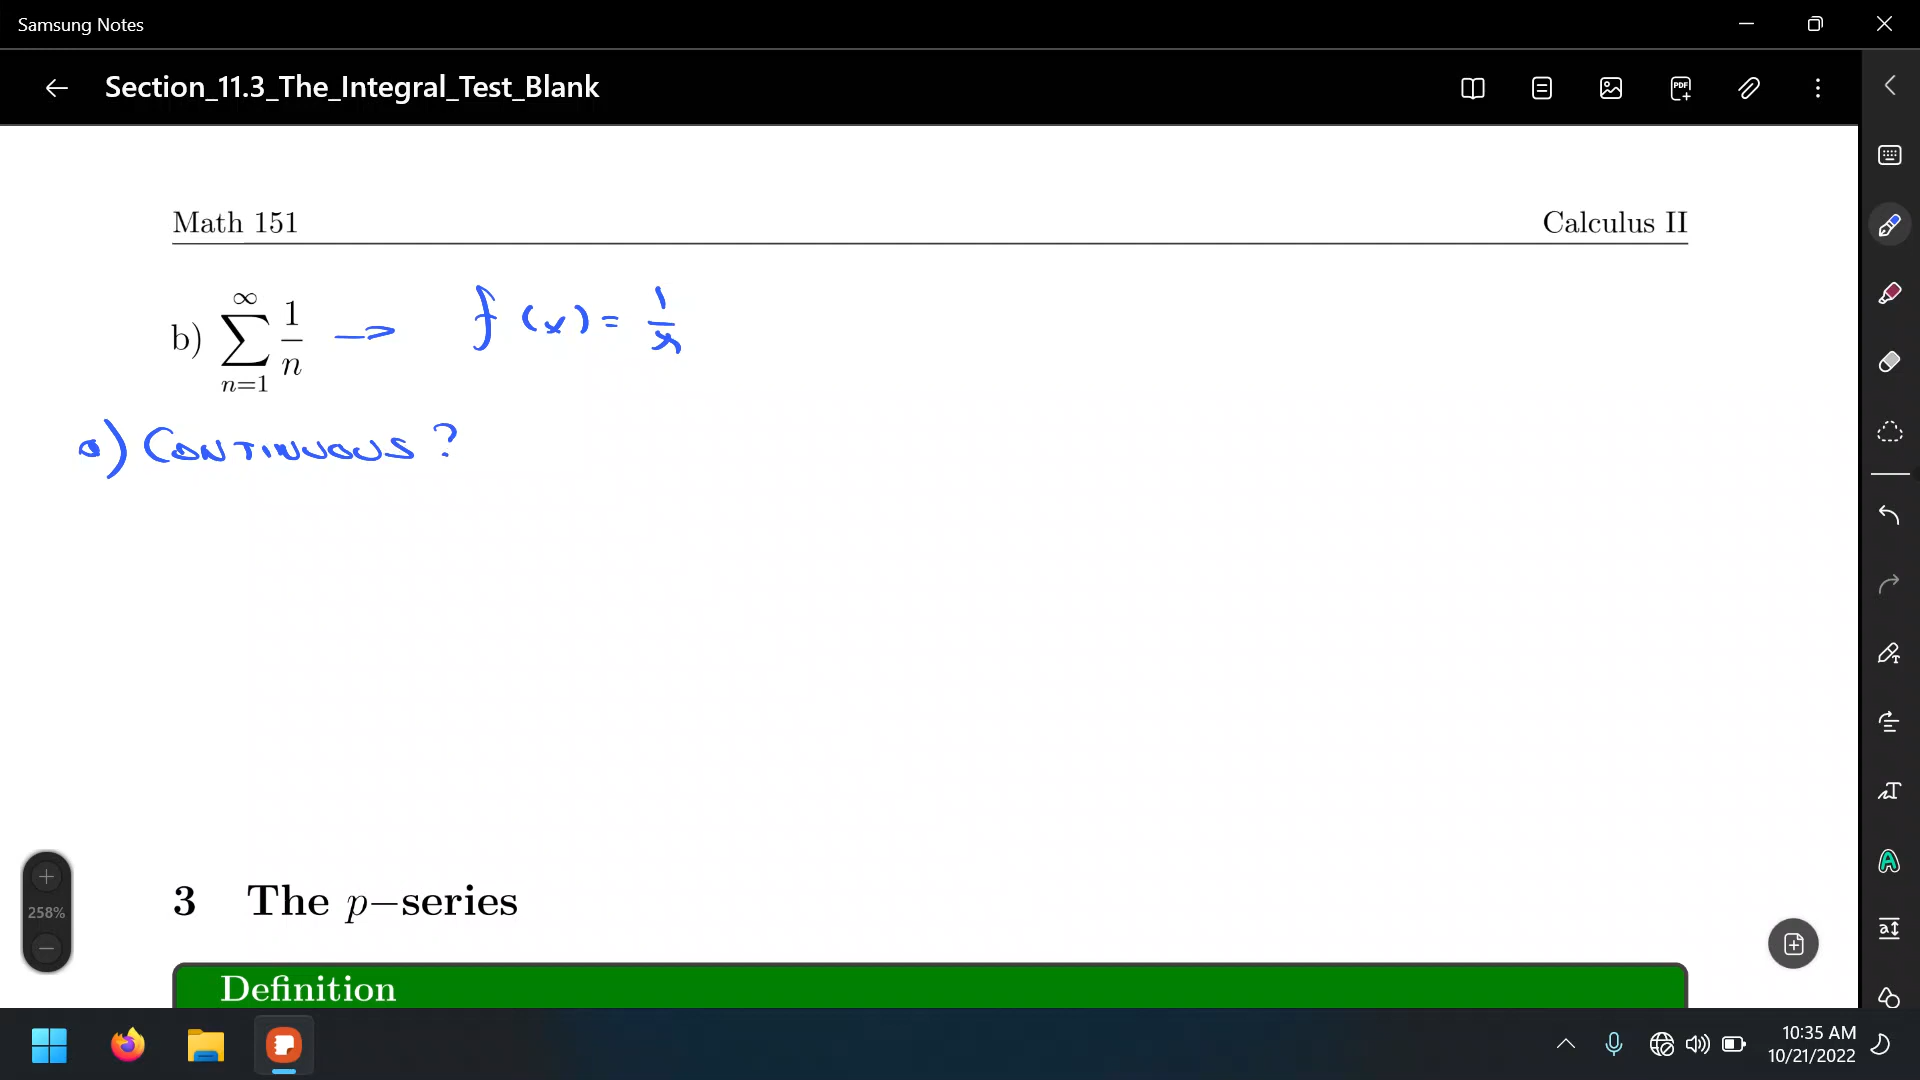 Samsung Notes
Section_11.3_The_Integral_Test_Blank
Math 151 Calculus II
b) ∑_{n=1}^{∞} 1/n → f(x) = 1/x
a) CONTINUOUS ?
258%
3 The p−series
Definition
10:35 AM
10/21/2022